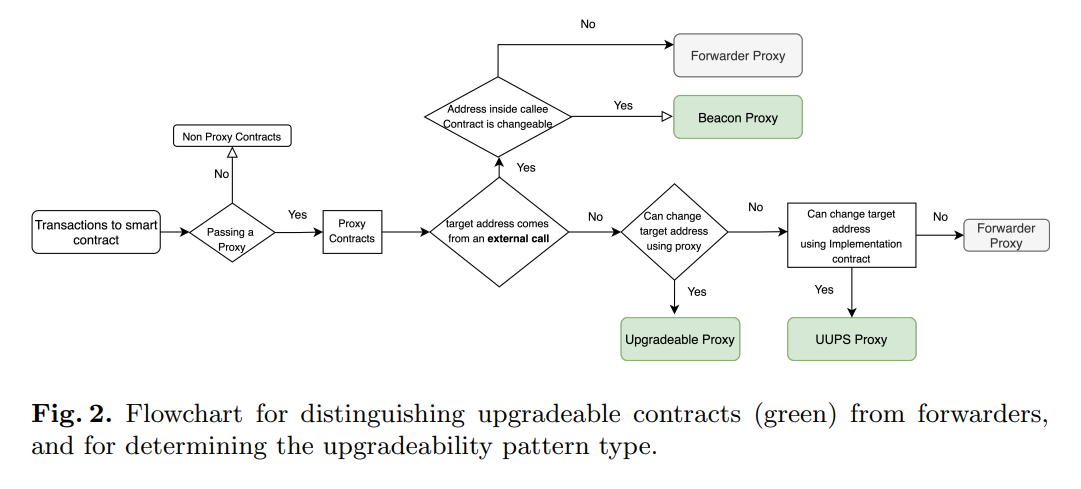 No
Forwarder Proxy
Address inside callee
Contract is changeable
Yes
Beacon Proxy
Non Proxy Contracts
No
Yes
Transactions to smart
contract
Passing a
Proxy
Yes
Proxy
Contracts
target address comes
from an external call
No
Can change
target address
using proxy
No
Can change target
address
using Implementation
contract
No
Forwarder
Proxy
Yes
Yes
Upgradeable Proxy
UUPS Proxy
Fig. 2. Flowchart for distinguishing upgradeable contracts (green) from forwarders,
and for determining the upgradeability pattern type.